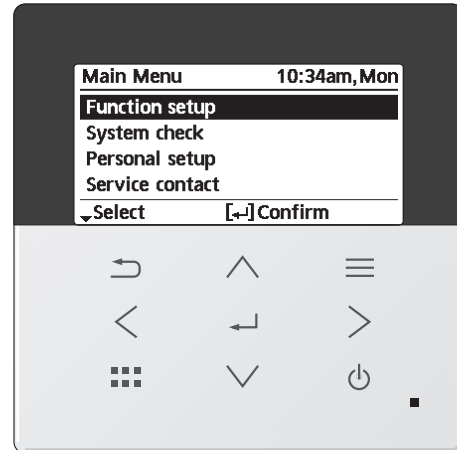 Main Menu 10:34am,Mon
Function setup
System check
Personal setup
Service contact
Select [↵]Confirm